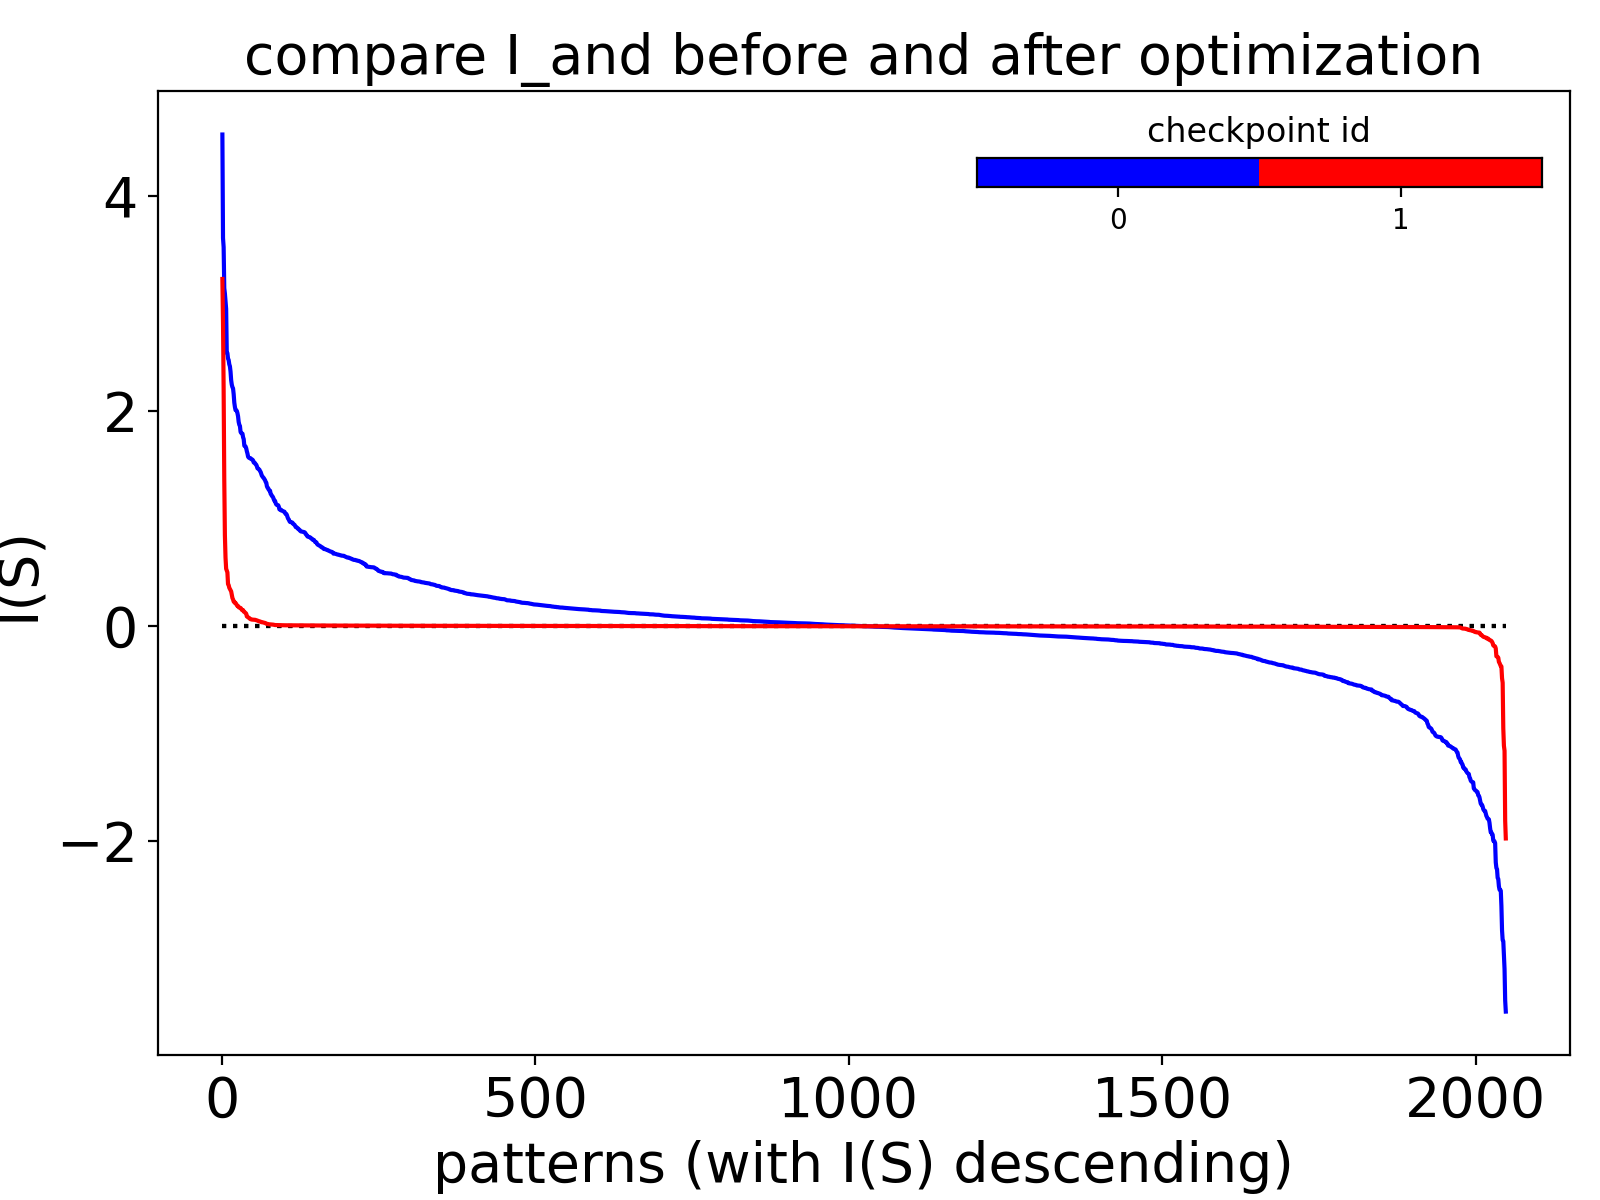 compare I_and before and after optimization
checkpoint id
0 1
4
2
0
−2
I(S)
0 500 1000 1500 2000
patterns (with I(S) descending)